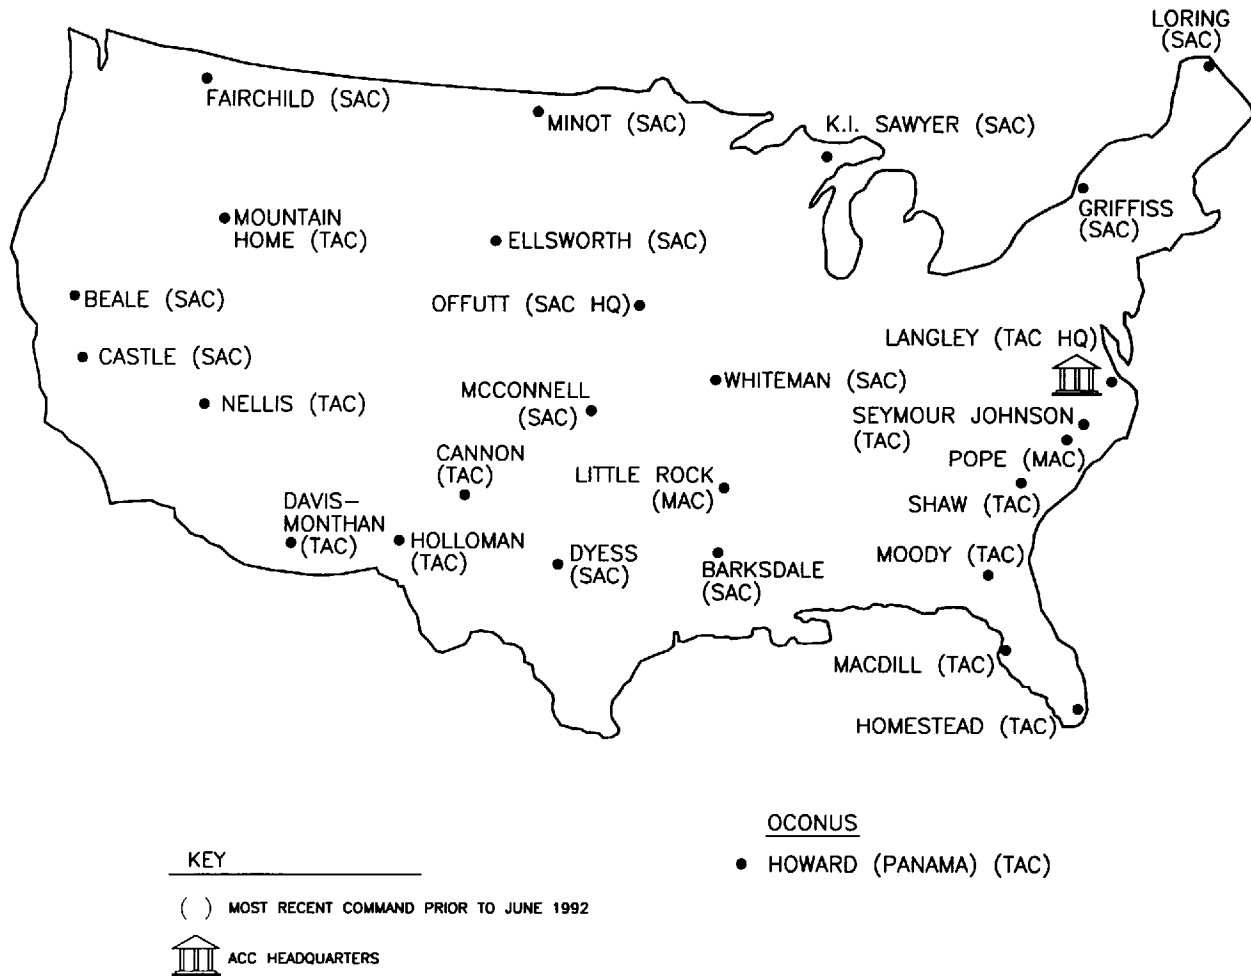 LORING
(SAC)
FAIRCHILD (SAC)
MINOT (SAC)
K.I. SAWYER (SAC)
GRIFFISS
(SAC)
MOUNTAIN
HOME (TAC)
ELLSWORTH (SAC)
BEALE (SAC)
OFFUTT (SAC HQ)
LANGLEY (TAC HQ)
CASTLE (SAC)
WHITEMAN (SAC)
NELLIS (TAC)
MCCONNELL
(SAC)
SEYMOUR JOHNSON
(TAC)
POPE (MAC)
CANNON
(TAC)
LITTLE ROCK
(MAC)
SHAW (TAC)
DAVIS–
MONTHAN
(TAC)
HOLLOMAN
(TAC)
DYESS
(SAC)
BARKSDALE
(SAC)
MOODY (TAC)
MACDILL (TAC)
HOMESTEAD (TAC)
OCONUS
HOWARD (PANAMA) (TAC)
KEY
( ) MOST RECENT COMMAND PRIOR TO JUNE 1992
ACC HEADQUARTERS